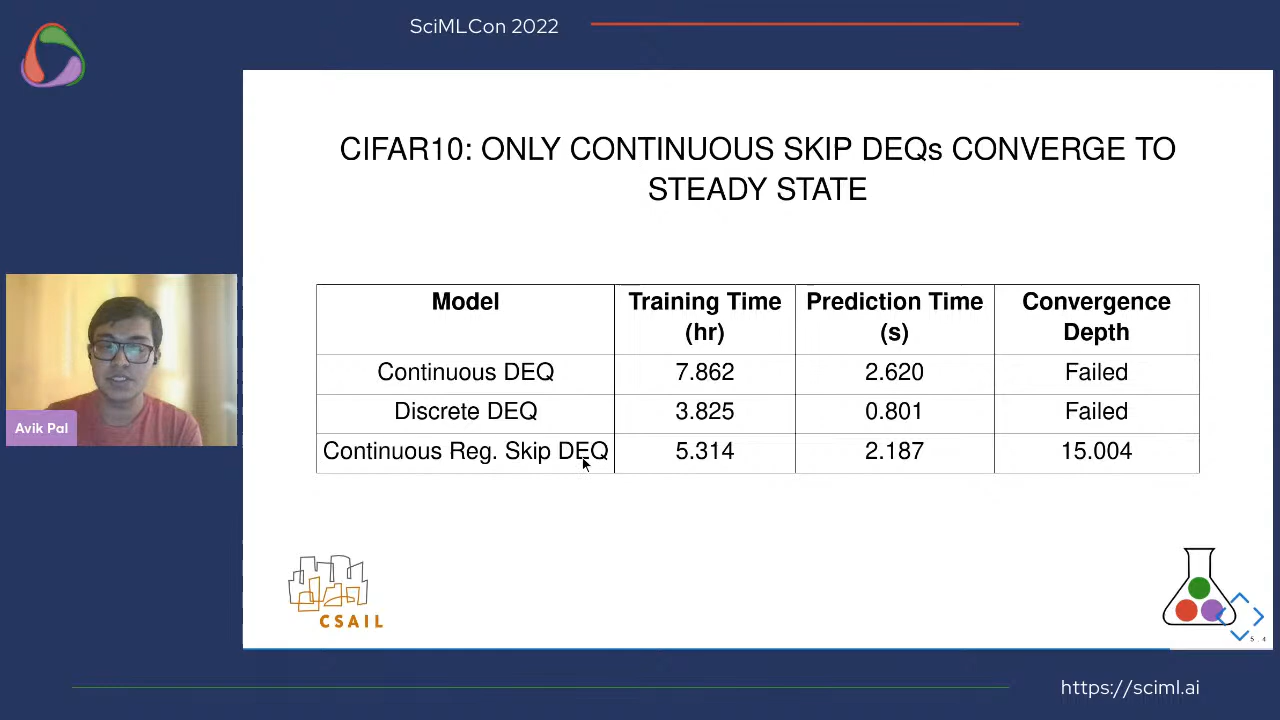 SciMLCon 2022
CIFAR10: ONLY CONTINUOUS SKIP DEQs CONVERGE TO
STEADY STATE
Model Training Time (hr) Prediction Time (s) Convergence Depth
Continuous DEQ 7.862 2.620 Failed
Discrete DEQ 3.825 0.801 Failed
Continuous Reg. Skip DEQ 5.314 2.187 15.004
Avik Pal
CSAIL
5.4
https://sciml.ai